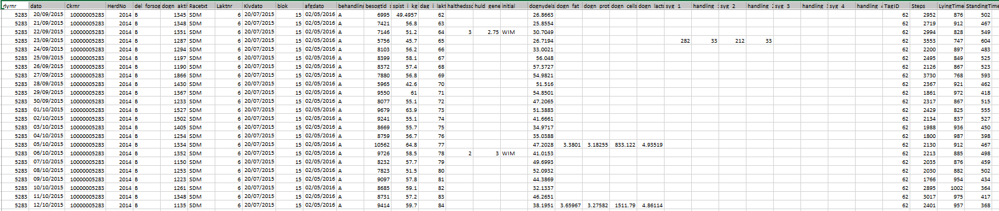 dyrnr dato Ckrnr HerdNo del_forsog dogn_akti Racetxt Laktnr Klvdato blok afgdato behandling besogtid_s spist_i_kg dag_i_lakt halthedssc huld_gene initial dognydels dogn_fat dogn_prot dogn_cells dogn_lacto syg_1 handling_ syg_2 handling_ syg_3 handling_ syg_4 handling_ TagID Steps LyingTime StandingTime
5283 20/09/2015 10000005283 2014 B 1345 SDM 6 20/07/2015 15 02/05/2016 A 6995 49.4957 62 26.8663 62 2952 876 502
5283 21/09/2015 10000005283 2014 B 1348 SDM 6 20/07/2015 15 02/05/2016 A 7421 56.8 63 25.8554 62 2719 912 467
5283 22/09/2015 10000005283 2014 B 1351 SDM 6 20/07/2015 15 02/05/2016 A 7146 51.2 64 3 2.75 WIM 30.7049 62 2994 828 549
5283 23/09/2015 10000005283 2014 B 1287 SDM 6 20/07/2015 15 02/05/2016 A 5756 45.7 65 26.7194 282 33 212 33 62 3553 747 604
5283 24/09/2015 10000005283 2014 B 1294 SDM 6 20/07/2015 15 02/05/2016 A 8103 56.2 66 33.0021 62 2200 897 483
5283 25/09/2015 10000005283 2014 B 1197 SDM 6 20/07/2015 15 02/05/2016 A 8399 58.1 67 56.048 62 2495 849 525
5283 26/09/2015 10000005283 2014 B 1190 SDM 6 20/07/2015 15 02/05/2016 A 8372 57.4 68 57.3727 62 2126 867 523
5283 27/09/2015 10000005283 2014 B 1866 SDM 6 20/07/2015 15 02/05/2016 A 7880 56.8 69 54.9821 62 3730 768 593
5283 28/09/2015 10000005283 2014 B 1430 SDM 6 20/07/2015 15 02/05/2016 A 5965 42.6 70 51.516 62 2367 921 462
5283 29/09/2015 10000005283 2014 B 1367 SDM 6 20/07/2015 15 02/05/2016 A 9550 61 71 54.8501 62 1861 972 418
5283 30/09/2015 10000005283 2014 B 1233 SDM 6 20/07/2015 15 02/05/2016 A 8077 55.1 72 47.2065 62 2317 867 515
5283 01/10/2015 10000005283 2014 B 1527 SDM 6 20/07/2015 15 02/05/2016 A 9679 63.9 73 51.3883 62 2429 825 555
5283 02/10/2015 10000005283 2014 B 1502 SDM 6 20/07/2015 15 02/05/2016 A 9241 55.1 74 41.6661 62 2134 837 527
5283 03/10/2015 10000005283 2014 B 1405 SDM 6 20/07/2015 15 02/05/2016 A 8669 55.7 75 34.9717 62 1988 936 450
5283 04/10/2015 10000005283 2014 B 1254 SDM 6 20/07/2015 15 02/05/2016 A 8759 56.7 76 35.0388 62 1800 987 398
5283 05/10/2015 10000005283 2014 B 1334 SDM 6 20/07/2015 15 02/05/2016 A 10562 64.8 77 47.2028 3.3801 3.18255 833.122 4.93519 62 2130 912 467
5283 06/10/2015 10000005283 2014 B 1352 SDM 6 20/07/2015 15 02/05/2016 A 9726 58.5 78 2 3 WIM 41.0153 62 2213 885 498
5283 07/10/2015 10000005283 2014 B 1150 SDM 6 20/07/2015 15 02/05/2016 A 8232 57.7 79 49.6993 62 2035 876 459
5283 08/10/2015 10000005283 2014 B 1253 SDM 6 20/07/2015 15 02/05/2016 A 7823 51.5 80 52.0932 62 2030 882 502
5283 09/10/2015 10000005283 2014 B 1223 SDM 6 20/07/2015 15 02/05/2016 A 9097 57.8 81 44.3869 62 1766 954 434
5283 10/10/2015 10000005283 2014 B 1261 SDM 6 20/07/2015 15 02/05/2016 A 8685 59.1 82 32.1337 62 2895 1002 364
5283 11/10/2015 10000005283 2014 B 1348 SDM 6 20/07/2015 15 02/05/2016 A 8731 57.2 83 46.2651 62 3017 975 417
5283 12/10/2015 10000005283 2014 B 1135 SDM 6 20/07/2015 15 02/05/2016 A 9414 59.7 84 38.1951 3.65967 3.27582 1511.79 4.86114 62 2401 957 368